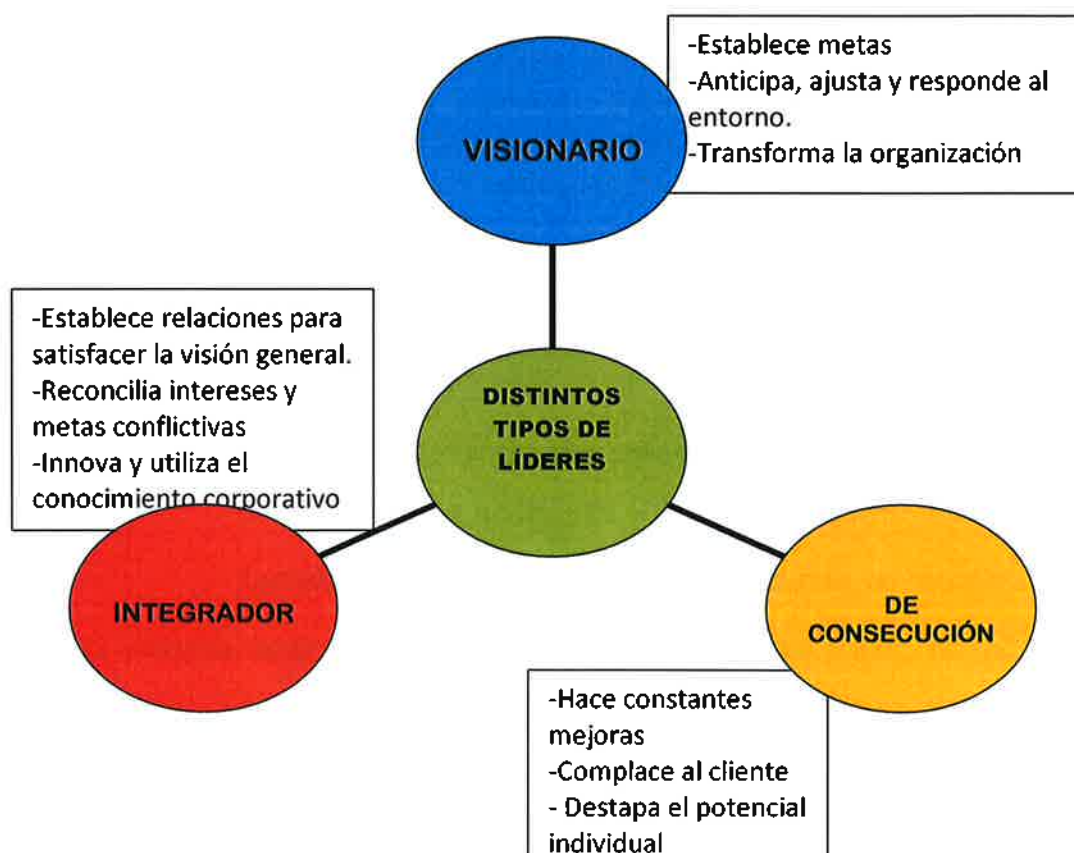 -Establece metas
-Anticipa, ajusta y responde al
entorno.
-Transforma la organización
VISIONARIO
-Establece relaciones para
satisfacer la visión general.
-Reconcilia intereses y
metas conflictivas
-Innova y utiliza el
conocimiento corporativo
DISTINTOS
TIPOS DE
LÍDERES
INTEGRADOR
DE
CONSECUCIÓN
-Hace constantes
mejoras
-Complace al cliente
- Destapa el potencial
individual